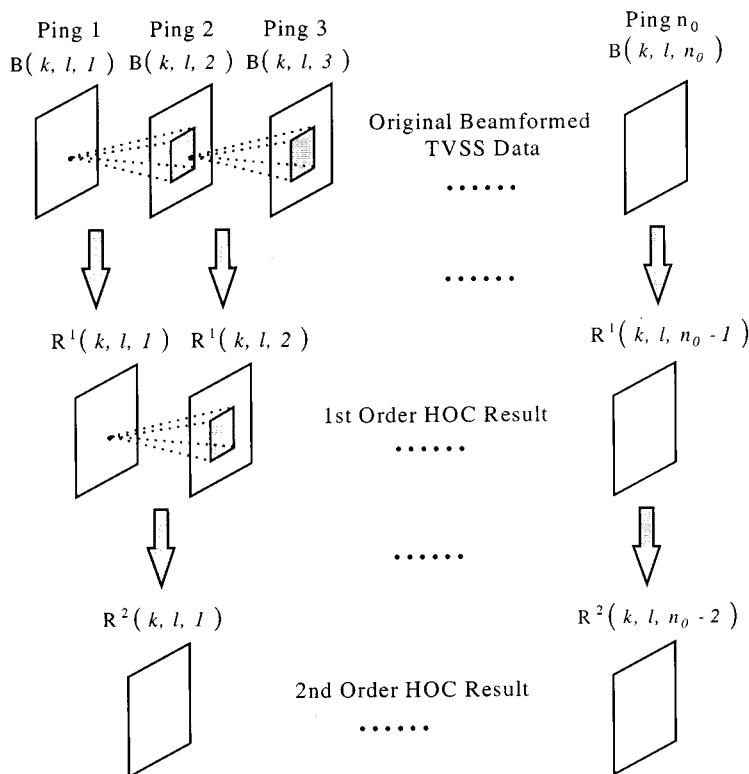 Ping 1 Ping 2 Ping 3 Ping n₀
B( k, l, 1 ) B( k, l, 2 ) B( k, l, 3 ) B( k, l, n₀ )
Original Beamformed
TVSS Data
......
......
R¹( k, l, 1 ) R¹( k, l, 2 ) R¹( k, l, n₀ -1 )
1st Order HOC Result
......
......
R²( k, l, 1 ) R²( k, l, n₀ - 2 )
2nd Order HOC Result
......